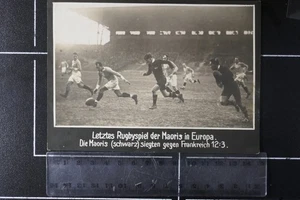 Letztes Rugbyspiel der Maoris in Europa.
Die Maoris (schwarz) siegten gegen Frankreich 12:3.